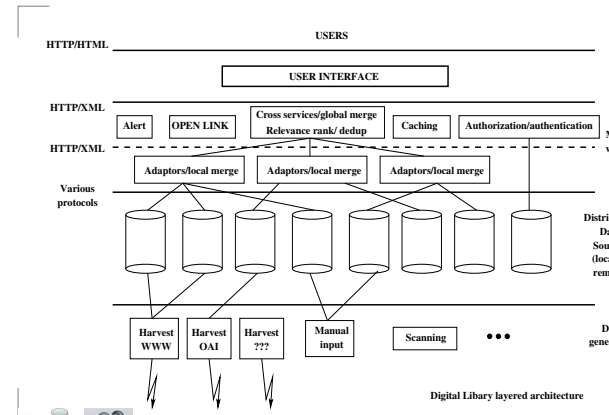 USERS
HTTP/HTML
USER INTERFACE
HTTP/XML
Alert
OPEN LINK
Cross services/global merge
Relevance rank/ dedup
Caching
Authorization/authentication
HTTP/XML
Adaptors/local merge
Adaptors/local merge
Adaptors/local merge
Various
protocols
Harvest
WWW
Harvest
OAI
Harvest
???
Manual
input
Scanning
Digital Libary layered architecture